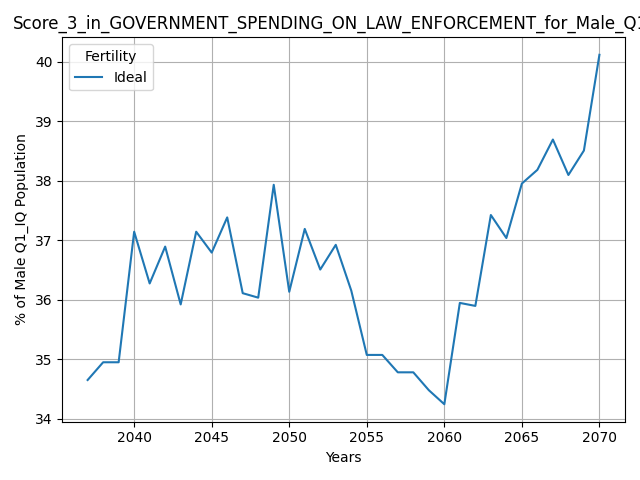 Score_3_in_GOVERNMENT_SPENDING_ON_LAW_ENFORCEMENT_for_Male_Q1
Fertility
Ideal
40
39
38
37
36
35
34
% of Male Q1_IQ Population
2040 2045 2050 2055 2060 2065 2070
Years